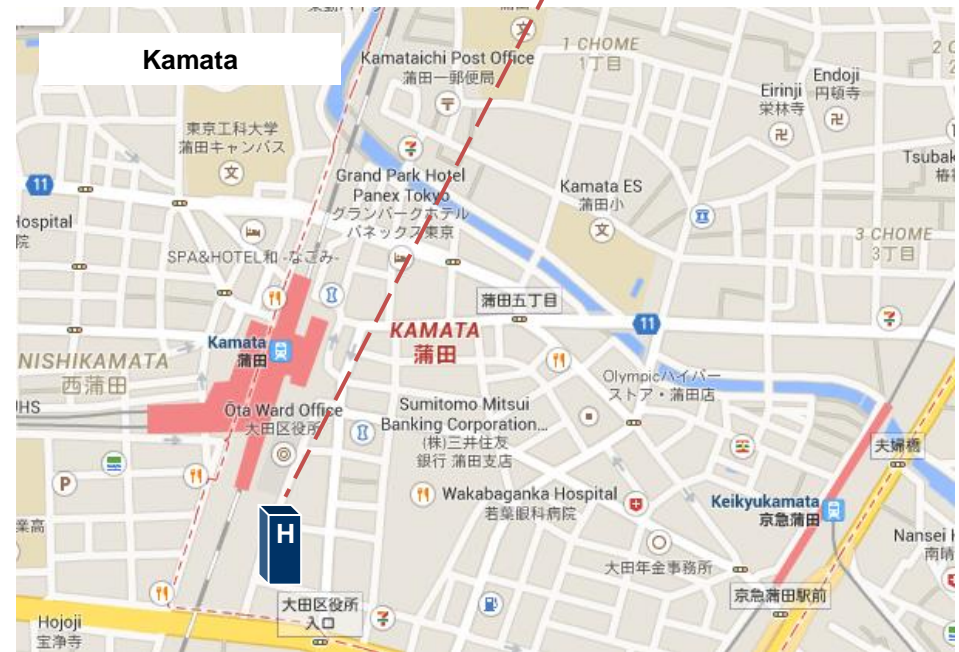 Kamata
Kamataichi Post Office
蒲田一郵便局
1 CHOME
1丁目
Endoji
円頓寺
Eirinji
栄林寺
東京工科大学
蒲田キャンパス
文
文
Tsubak
11
Grand Park Hotel
Panex Tokyo
グランパークホテル
パネックス東京
Kamata ES
蒲田小
文
Hospital
院
3 CHOME
3丁目
SPA&HOTEL和 -なごみ-
蒲田五丁目
11
KAMATA
蒲田
Kamata
蒲田
NISHIKAMATA
西蒲田
JHS
Olympicハイパー
ストア・蒲田店
Ōta Ward Office
大田区役所
Sumitomo Mitsui
Banking Corporation...
(株)三井住友
銀行 蒲田支店
夫婦橋
P
Wakabaganka Hospital
若葉眼科病院
Keikyukamata
京急蒲田
業高
H
Nansei H
南晴
大田年金事務所
大田区役所
入口
京急蒲田駅前
Hojoji
宝浄寺